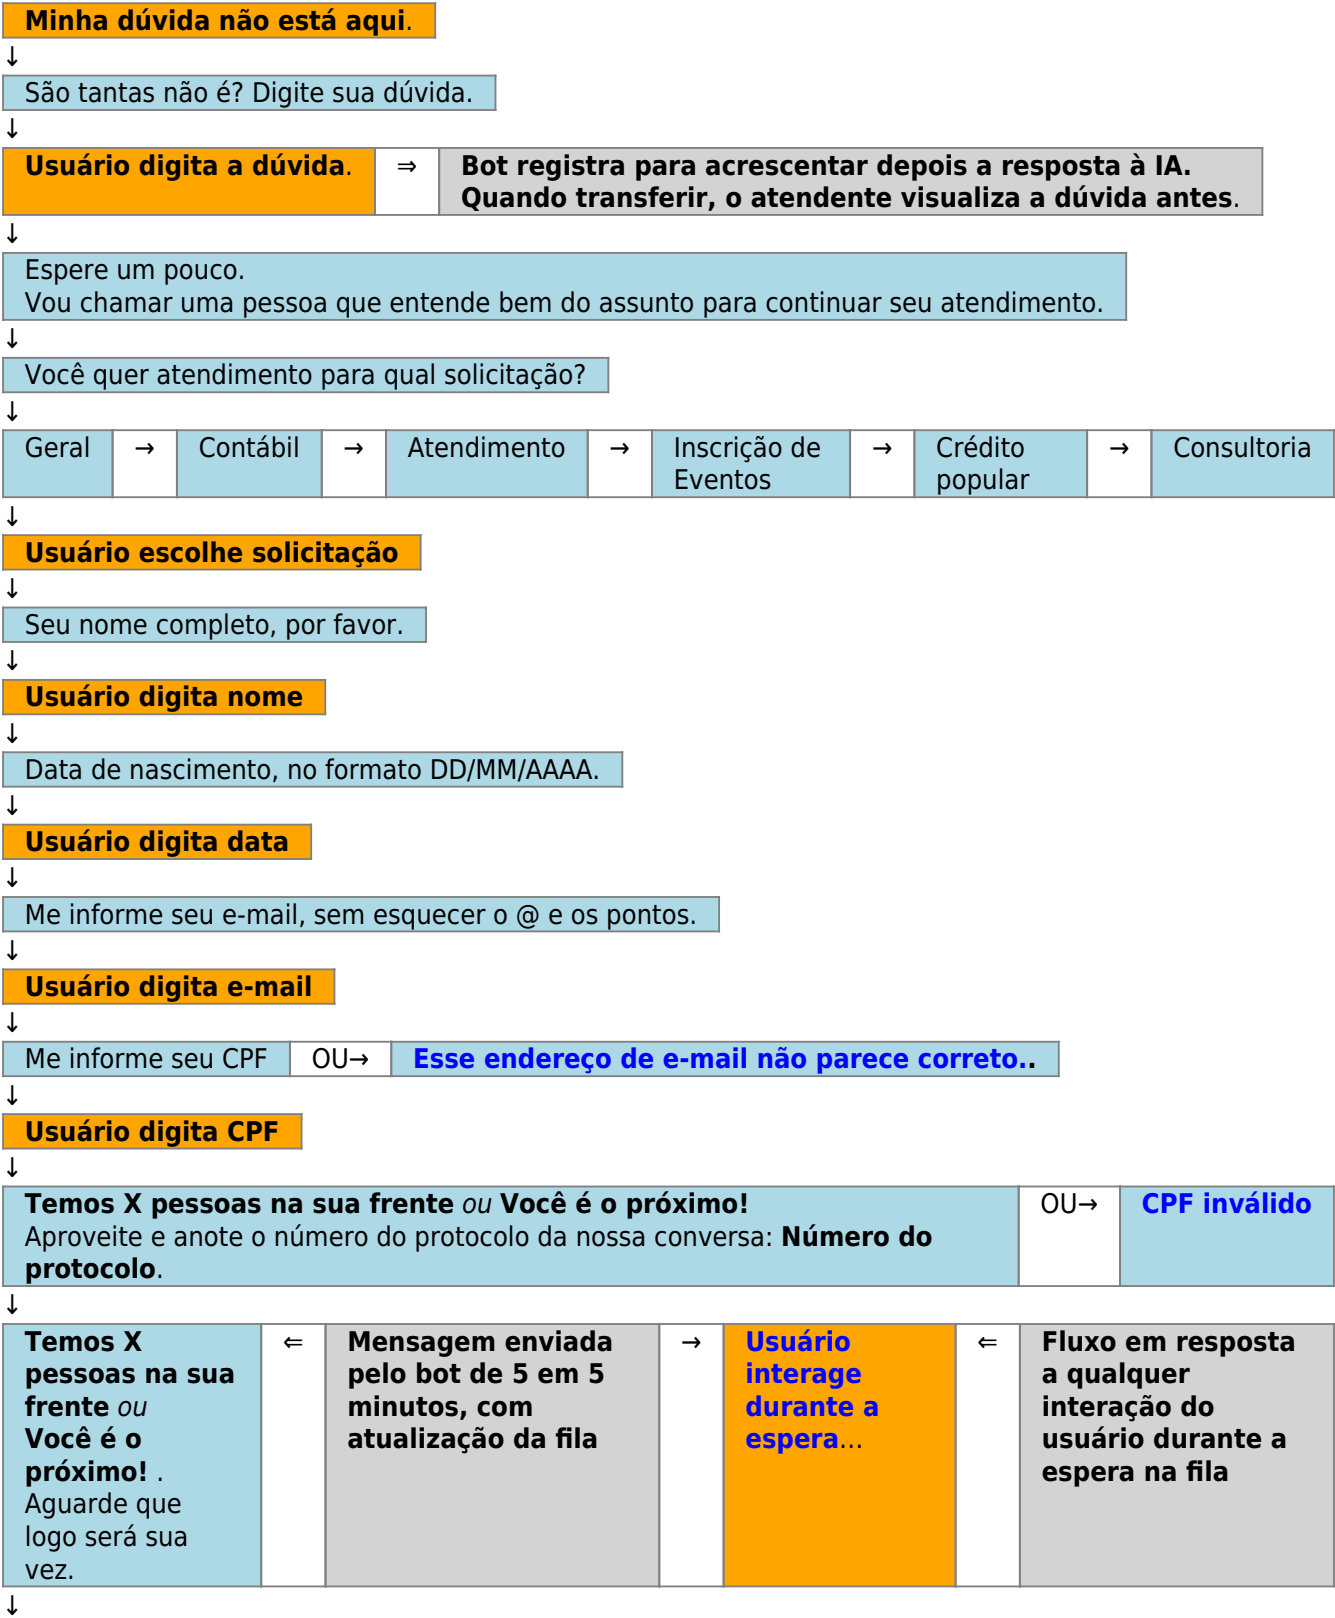 Minha dúvida não está aqui.
↓
São tantas não é? Digite sua dúvida.
↓
Usuário digita a dúvida. ⇒ Bot registra para acrescentar depois a resposta à IA.
Quando transferir, o atendente visualiza a dúvida antes.
↓
Espere um pouco.
Vou chamar uma pessoa que entende bem do assunto para continuar seu atendimento.
↓
Você quer atendimento para qual solicitação?
↓
Geral → Contábil → Atendimento → Inscrição de
Eventos → Crédito
popular → Consultoria
↓
Usuário escolhe solicitação
↓
Seu nome completo, por favor.
↓
Usuário digita nome
↓
Data de nascimento, no formato DD/MM/AAAA.
↓
Usuário digita data
↓
Me informe seu e-mail, sem esquecer o @ e os pontos.
↓
Usuário digita e-mail
↓
Me informe seu CPF OU→ Esse endereço de e-mail não parece correto..
↓
Usuário digita CPF
↓
Temos X pessoas na sua frente ou Você é o próximo!
Aproveite e anote o número do protocolo da nossa conversa: Número do
protocolo.
OU→ CPF inválido
↓
Temos X
pessoas na sua
frente ou
Você é o
próximo! .
Aguarde que
logo será sua
vez.
⇐
Mensagem enviada
pelo bot de 5 em 5
minutos, com
atualização da fila
→
Usuário
interage
durante a
espera...
⇐
Fluxo em resposta
a qualquer
interação do
usuário durante a
espera na fila
↓